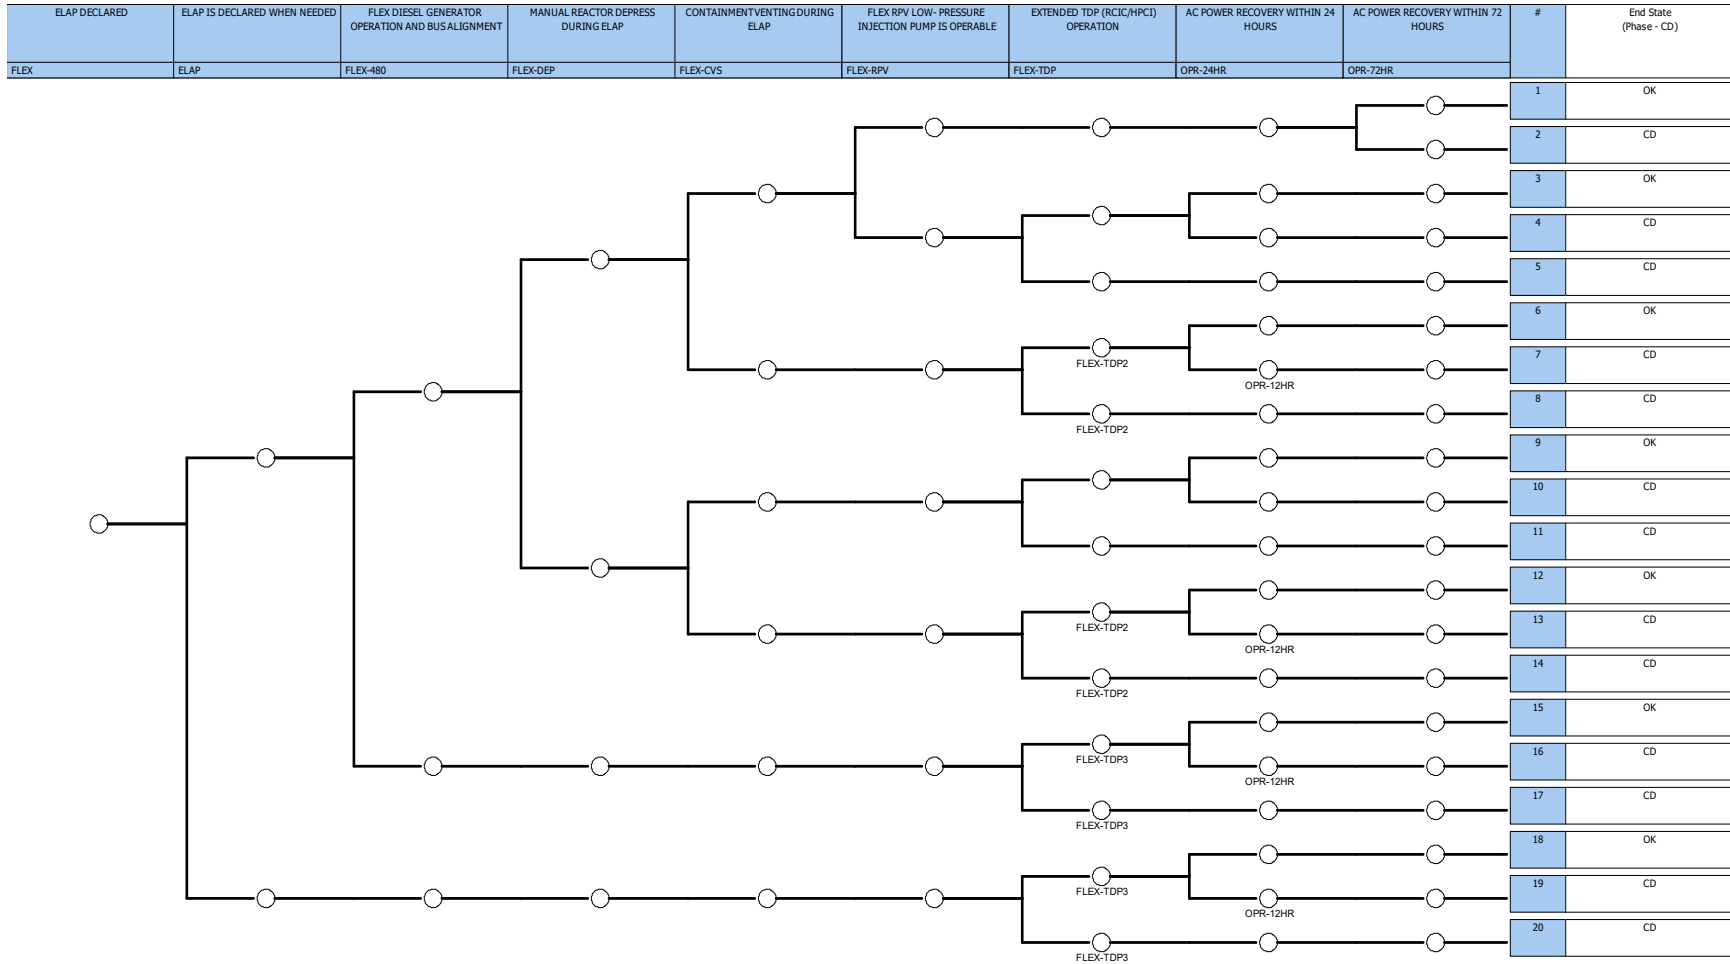 ELAP DECLARED
ELAP IS DECLARED WHEN NEEDED
FLEX DIESEL GENERATOR
OPERATION AND BUS ALIGNMENT
MANUAL REACTOR DEPRESS
DURING ELAP
CONTAINMENT VENTING DURING
ELAP
FLEX RPV LOW- PRESSURE
INJECTION PUMP IS OPERABLE
EXTENDED TDP (RCIC/HPCI)
OPERATION
AC POWER RECOVERY WITHIN 24
HOURS
AC POWER RECOVERY WITHIN 72
HOURS
#
End State
(Phase - CD)
FLEX
ELAP
FLEX-480
FLEX-DEP
FLEX-CVS
FLEX-RPV
FLEX-TDP
OPR-24HR
OPR-72HR
1 OK
2 CD
3 OK
4 CD
5 CD
6 OK
FLEX-TDP2
7 CD
OPR-12HR
8 CD
FLEX-TDP2
9 OK
10 CD
11 CD
12 OK
FLEX-TDP2
13 CD
OPR-12HR
14 CD
FLEX-TDP2
15 OK
FLEX-TDP3
16 CD
OPR-12HR
17 CD
FLEX-TDP3
18 OK
FLEX-TDP3
19 CD
OPR-12HR
20 CD
FLEX-TDP3